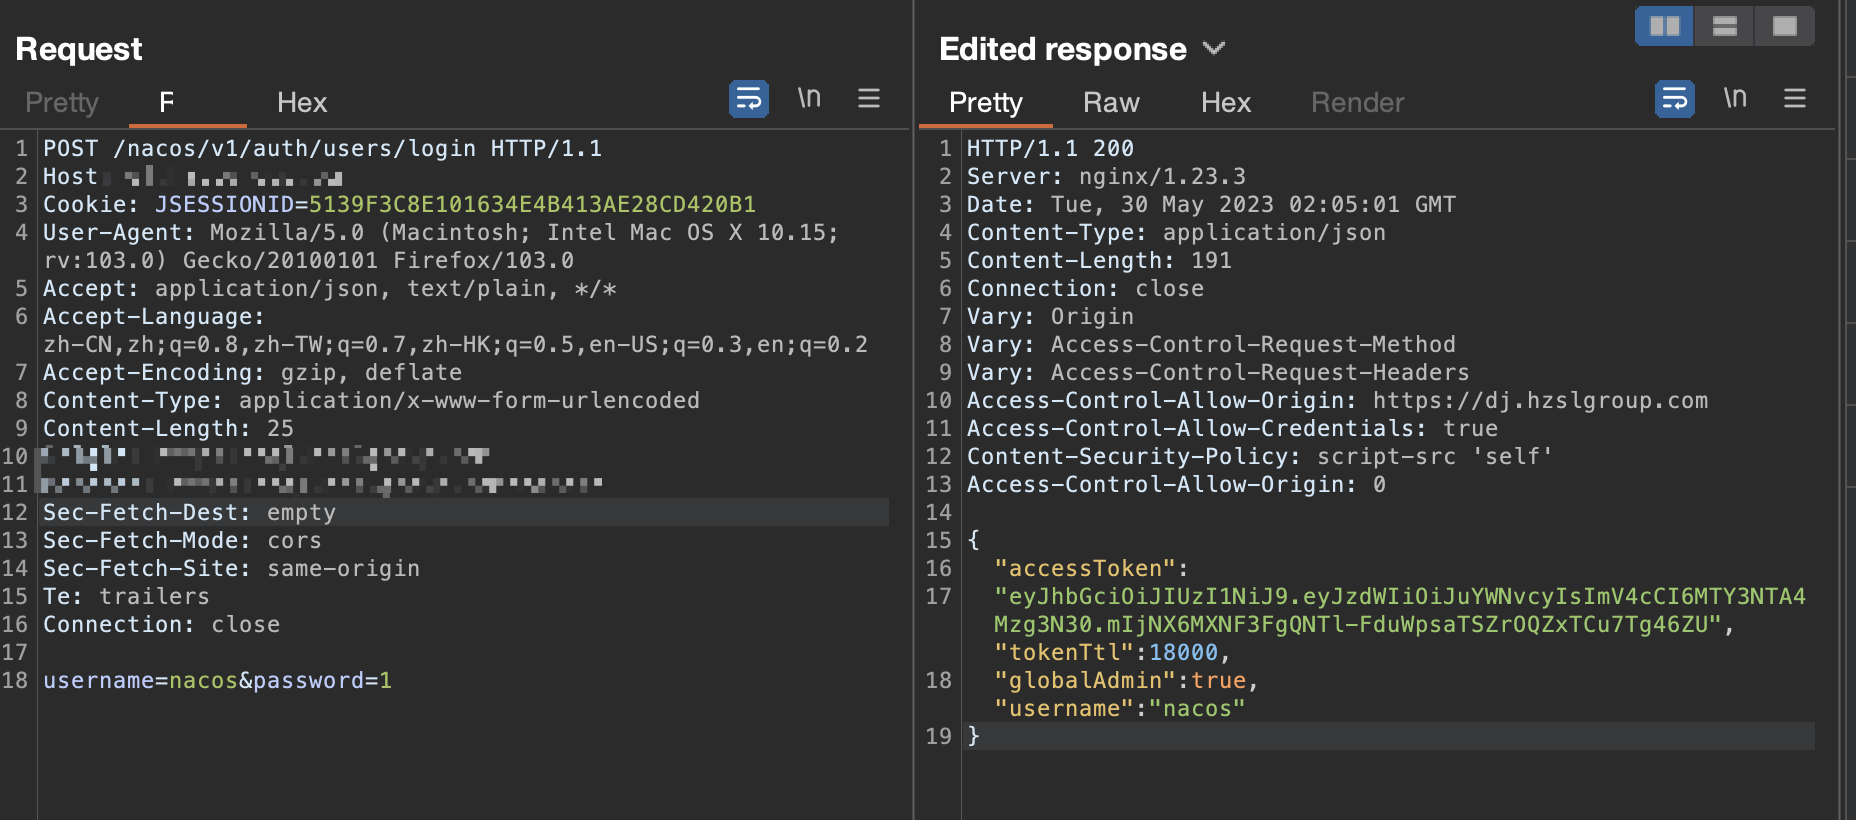 Request
Pretty
Hex
\n
1 POST /nacos/v1/auth/users/login HTTP/1.1
2 Host
3 Cookie: JSESSIONID=5139F3C8E101634E4B413AE28CD420B1
4 User-Agent: Mozilla/5.0 (Macintosh; Intel Mac OS X 10.15;
rv:103.0) Gecko/20100101 Firefox/103.0
5 Accept: application/json, text/plain, */*
6 Accept-Language:
zh-CN,zh;q=0.8,zh-TW;q=0.7,zh-HK;q=0.5,en-US;q=0.3,en;q=0.2
7 Accept-Encoding: gzip, deflate
8 Content-Type: application/x-www-form-urlencoded
9 Content-Length: 25
10
11
12 Sec-Fetch-Dest: empty
13 Sec-Fetch-Mode: cors
14 Sec-Fetch-Site: same-origin
15 Te: trailers
16 Connection: close
17
18 username=nacos&password=1
Edited response
Pretty
Raw
Hex
Render
\n
1 HTTP/1.1 200
2 Server: nginx/1.23.3
3 Date: Tue, 30 May 2023 02:05:01 GMT
4 Content-Type: application/json
5 Content-Length: 191
6 Connection: close
7 Vary: Origin
8 Vary: Access-Control-Request-Method
9 Vary: Access-Control-Request-Headers
10 Access-Control-Allow-Origin: https://dj.hzslgroup.com
11 Access-Control-Allow-Credentials: true
12 Content-Security-Policy: script-src 'self'
13 Access-Control-Allow-Origin: 0
14
15 {
16 "accessToken":
17 "eyJhbGciOiJIUzI1NiJ9.eyJzdWIiOiJuYWNvcyIsImV4cCI6MTY3NTA4
Mzg3N30.mIjNX6MXNF3FgQNTl-FduWpsaTSZrOQZxTCu7Tg46ZU",
"tokenTtl":18000,
18 "globalAdmin":true,
"username":"nacos"
19 }